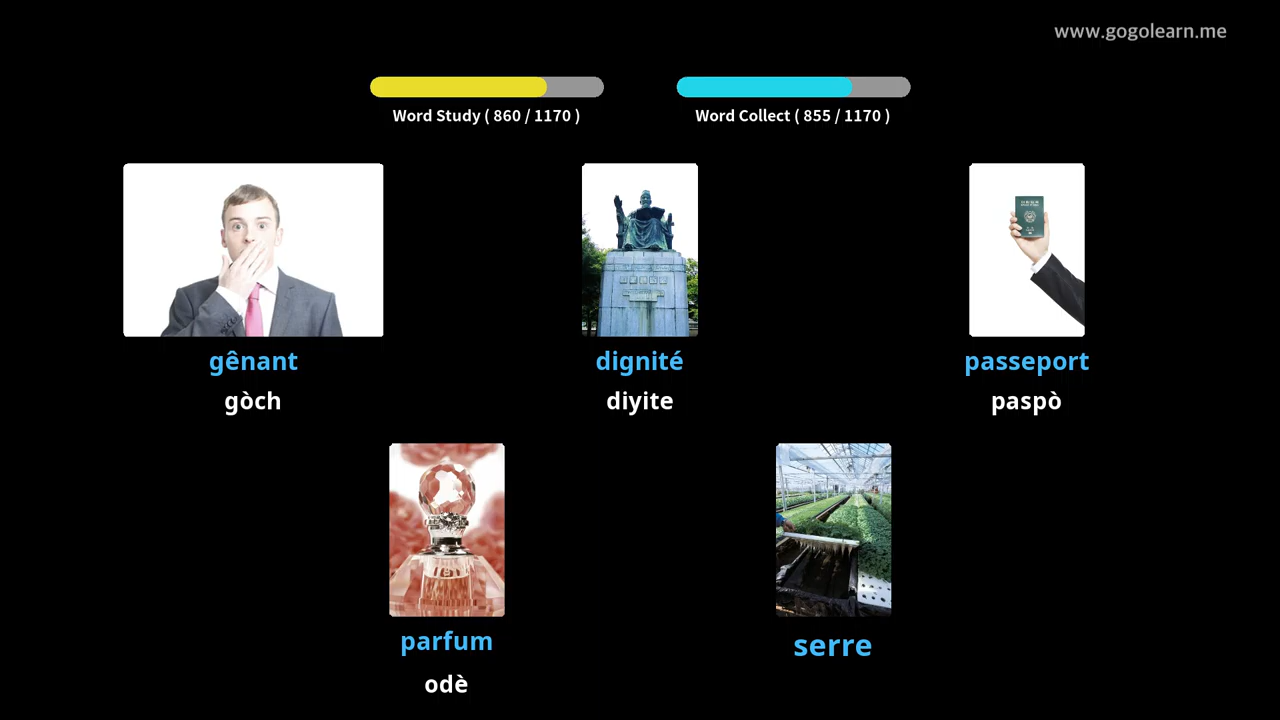 www.gogolearn.me
Word Study ( 860 / 1170 )
Word Collect ( 855 / 1170 )
gênant
dignité
passeport
gòch
diyite
paspò
parfum
serre
odè